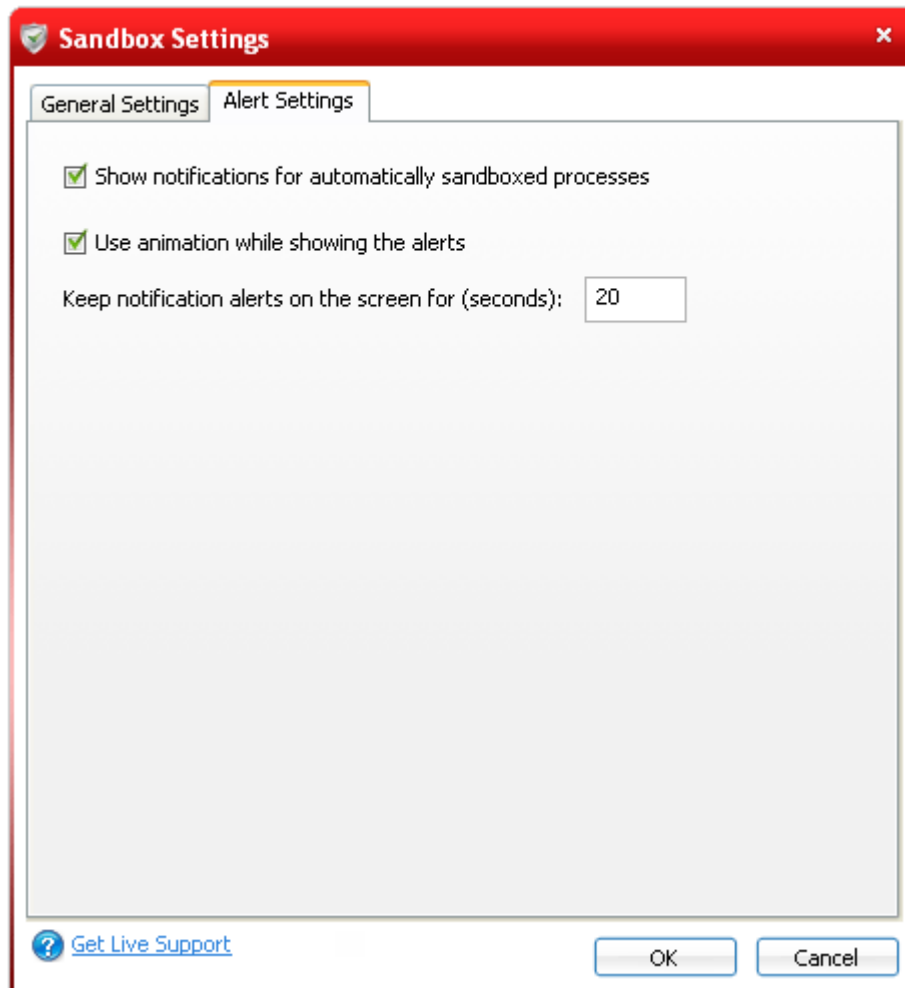 Sandbox Settings
General Settings Alert Settings
Show notifications for automatically sandboxed processes
Use animation while showing the alerts
Keep notification alerts on the screen for (seconds): 20
Get Live Support
OK Cancel